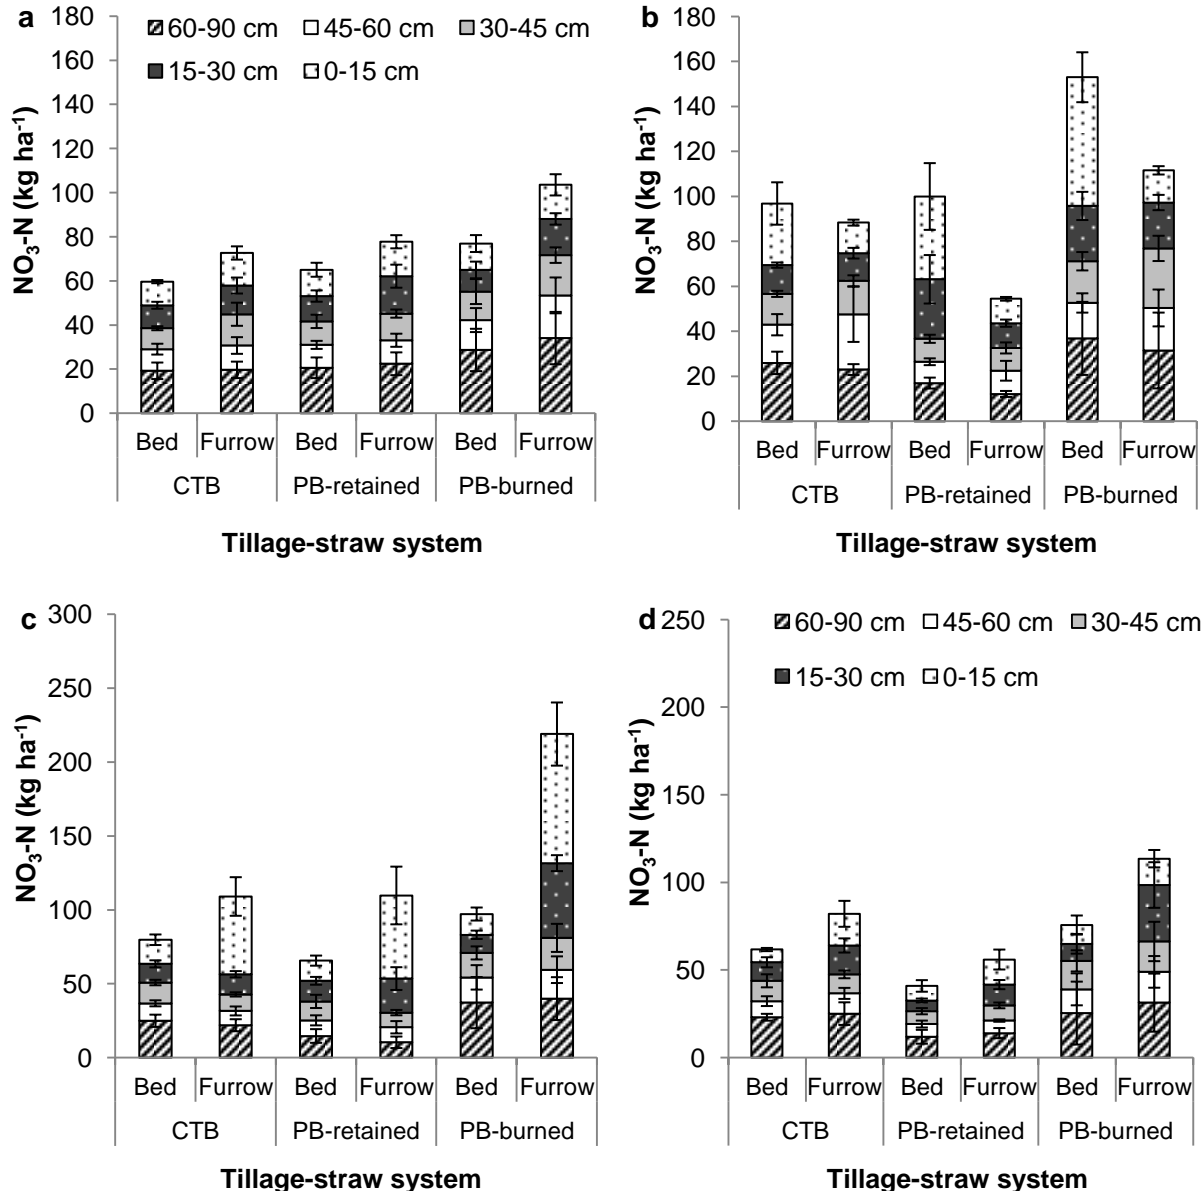 a
60-90 cm 45-60 cm 30-45 cm
15-30 cm 0-15 cm
NO₃-N (kg ha⁻¹)
180
160
140
120
100
80
60
40
20
0
Bed Furrow Bed Furrow Bed Furrow
CTB PB-retained PB-burned
Tillage-straw system
b
NO₃-N (kg ha⁻¹)
180
160
140
120
100
80
60
40
20
0
Bed Furrow Bed Furrow Bed Furrow
CTB PB-retained PB-burned
Tillage-straw system
c
NO₃-N (kg ha⁻¹)
300
250
200
150
100
50
0
Bed Furrow Bed Furrow Bed Furrow
CTB PB-retained PB-burned
Tillage-straw system
d
60-90 cm 45-60 cm 30-45 cm
15-30 cm 0-15 cm
NO₃-N (kg ha⁻¹)
250
200
150
100
50
0
Bed Furrow Bed Furrow Bed Furrow
CTB PB-retained PB-burned
Tillage-straw system